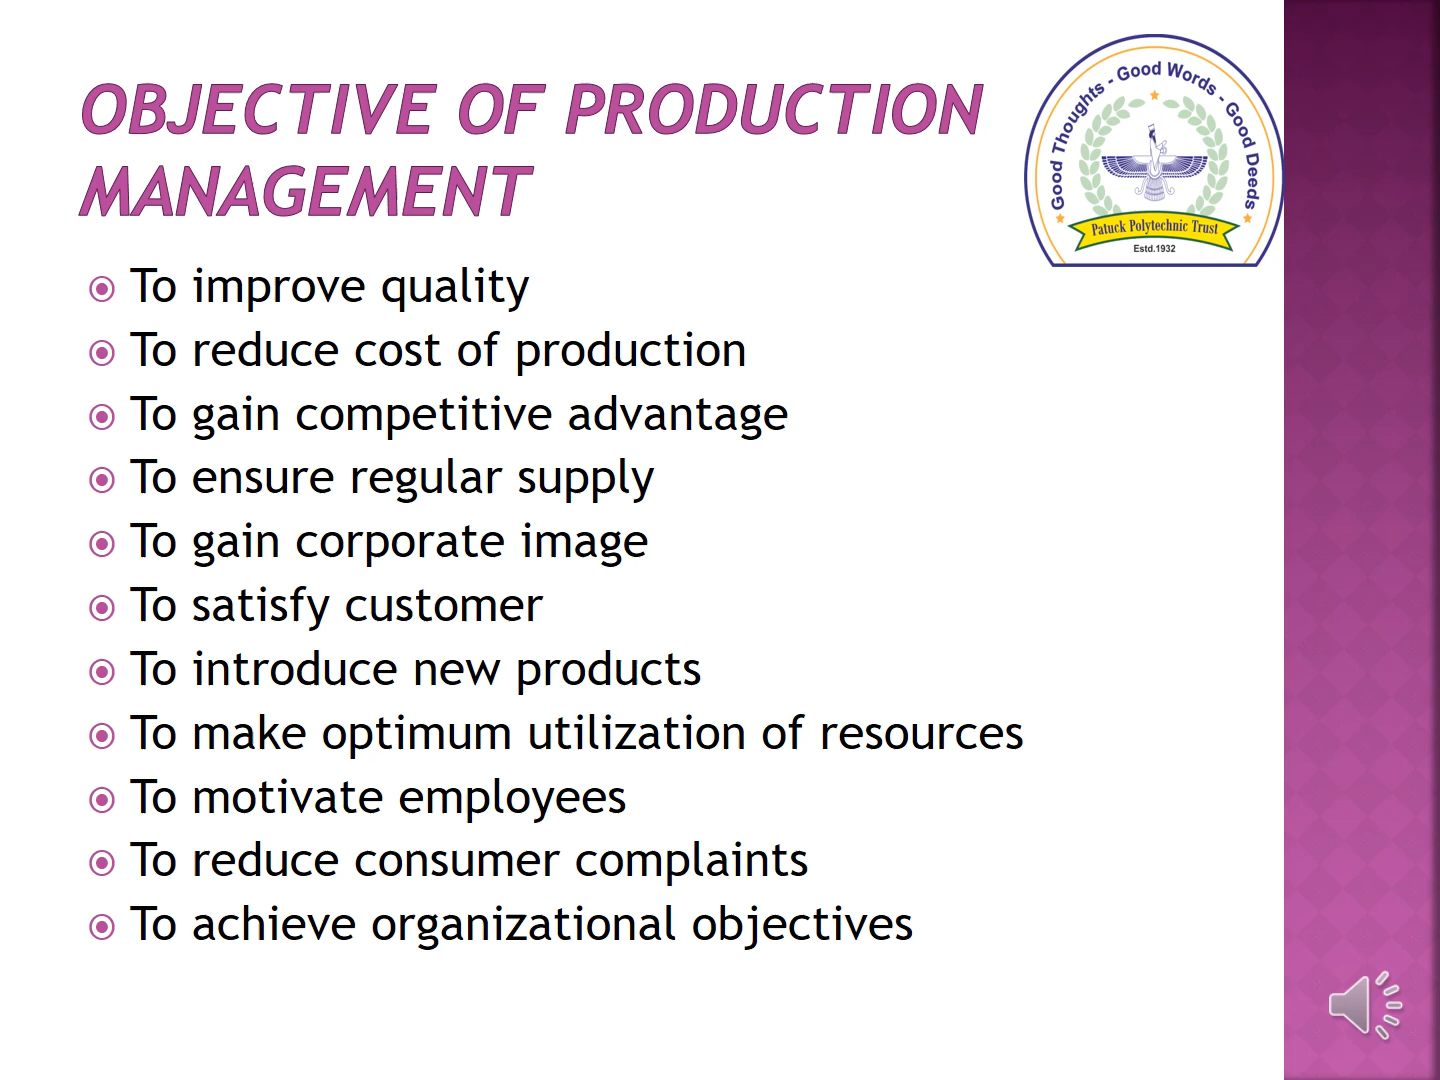 OBJECTIVE OF PRODUCTION
MANAGEMENT
Good Thoughts - Good Words - Good Deeds
Patuck Polytechnic Trust
Estd.1932
To improve quality
To reduce cost of production
To gain competitive advantage
To ensure regular supply
To gain corporate image
To satisfy customer
To introduce new products
To make optimum utilization of resources
To motivate employees
To reduce consumer complaints
To achieve organizational objectives